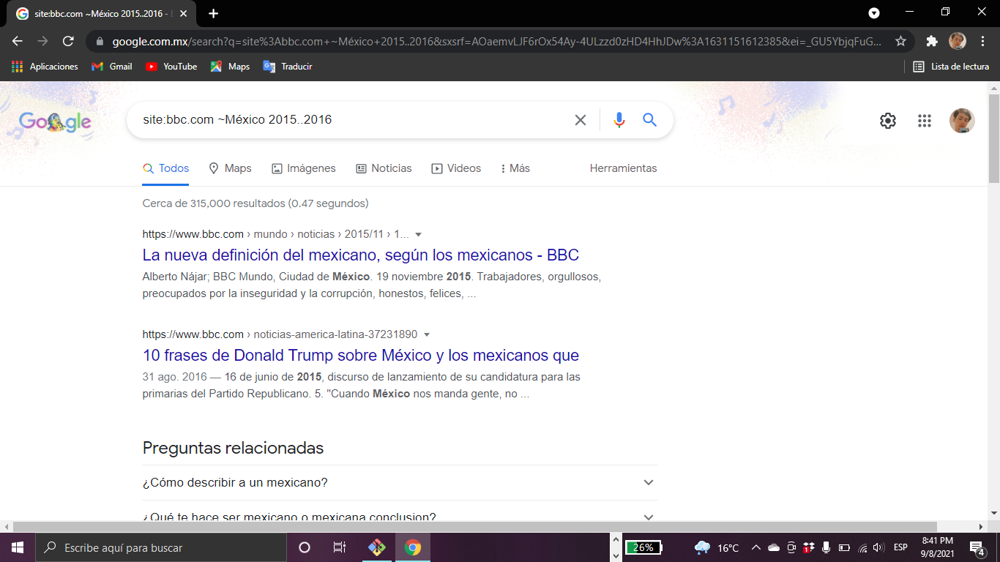 site:bbc.com ~México 2015..2016 -
google.com.mx/search?q=site%3Abbc.com+~México+2015..2016&sxsrf=AOaemvLJF6rOx54Ay-4ULzzd0zHD4HhJDw%3A1631151612385&ei=_GU5YbjqFuG...
Aplicaciones Gmail YouTube Maps Traducir Lista de lectura
Google site:bbc.com ~México 2015..2016
Todos Maps Imágenes Noticias Videos Más Herramientas
Cerca de 315,000 resultados (0.47 segundos)
https://www.bbc.com › mundo › noticias › 2015/11 › 1...
La nueva definición del mexicano, según los mexicanos - BBC
Alberto Nájar; BBC Mundo, Ciudad de México. 19 noviembre 2015. Trabajadores, orgullosos,
preocupados por la inseguridad y la corrupción, honestos, felices, ...
https://www.bbc.com › noticias-america-latina-37231890
10 frases de Donald Trump sobre México y los mexicanos que
31 ago. 2016 — 16 de junio de 2015, discurso de lanzamiento de su candidatura para las
primarias del Partido Republicano. 5. "Cuando México nos manda gente, no ...
Preguntas relacionadas
¿Cómo describir a un mexicano?
¿Qué te hace ser mexicano o mexicana conclusion?
Escribe aquí para buscar 26% 16°C ESP 8:41 PM
9/8/2021 4